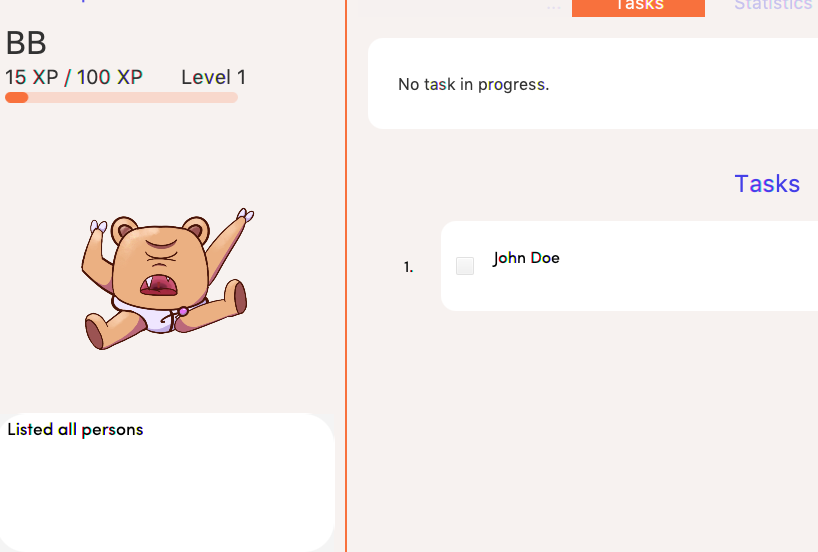 BB
15 XP / 100 XP Level 1
Listed all persons
... Tasks Statistics
No task in progress.
Tasks
1. John Doe